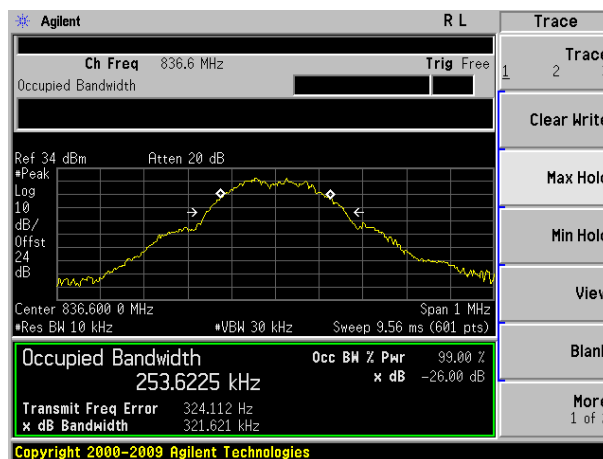 Agilent R L Trace
Ch Freq 836.6 MHz Trig Free
Occupied Bandwidth
Trace
1 2
Clear Write
Max Hold
Min Hold
View
Blank
More
1 of
Ref 34 dBm Atten 20 dB
#Peak
Log
10
dB/
Offst
24
dB
Center 836.600 0 MHz Span 1 MHz
#Res BW 10 kHz #VBW 30 kHz Sweep 9.56 ms (601 pts)
Occupied Bandwidth Occ BW % Pwr 99.00 %
253.6225 kHz x dB -26.00 dB
Transmit Freq Error 324.112 Hz
x dB Bandwidth 321.621 kHz
Copyright 2000-2009 Agilent Technologies